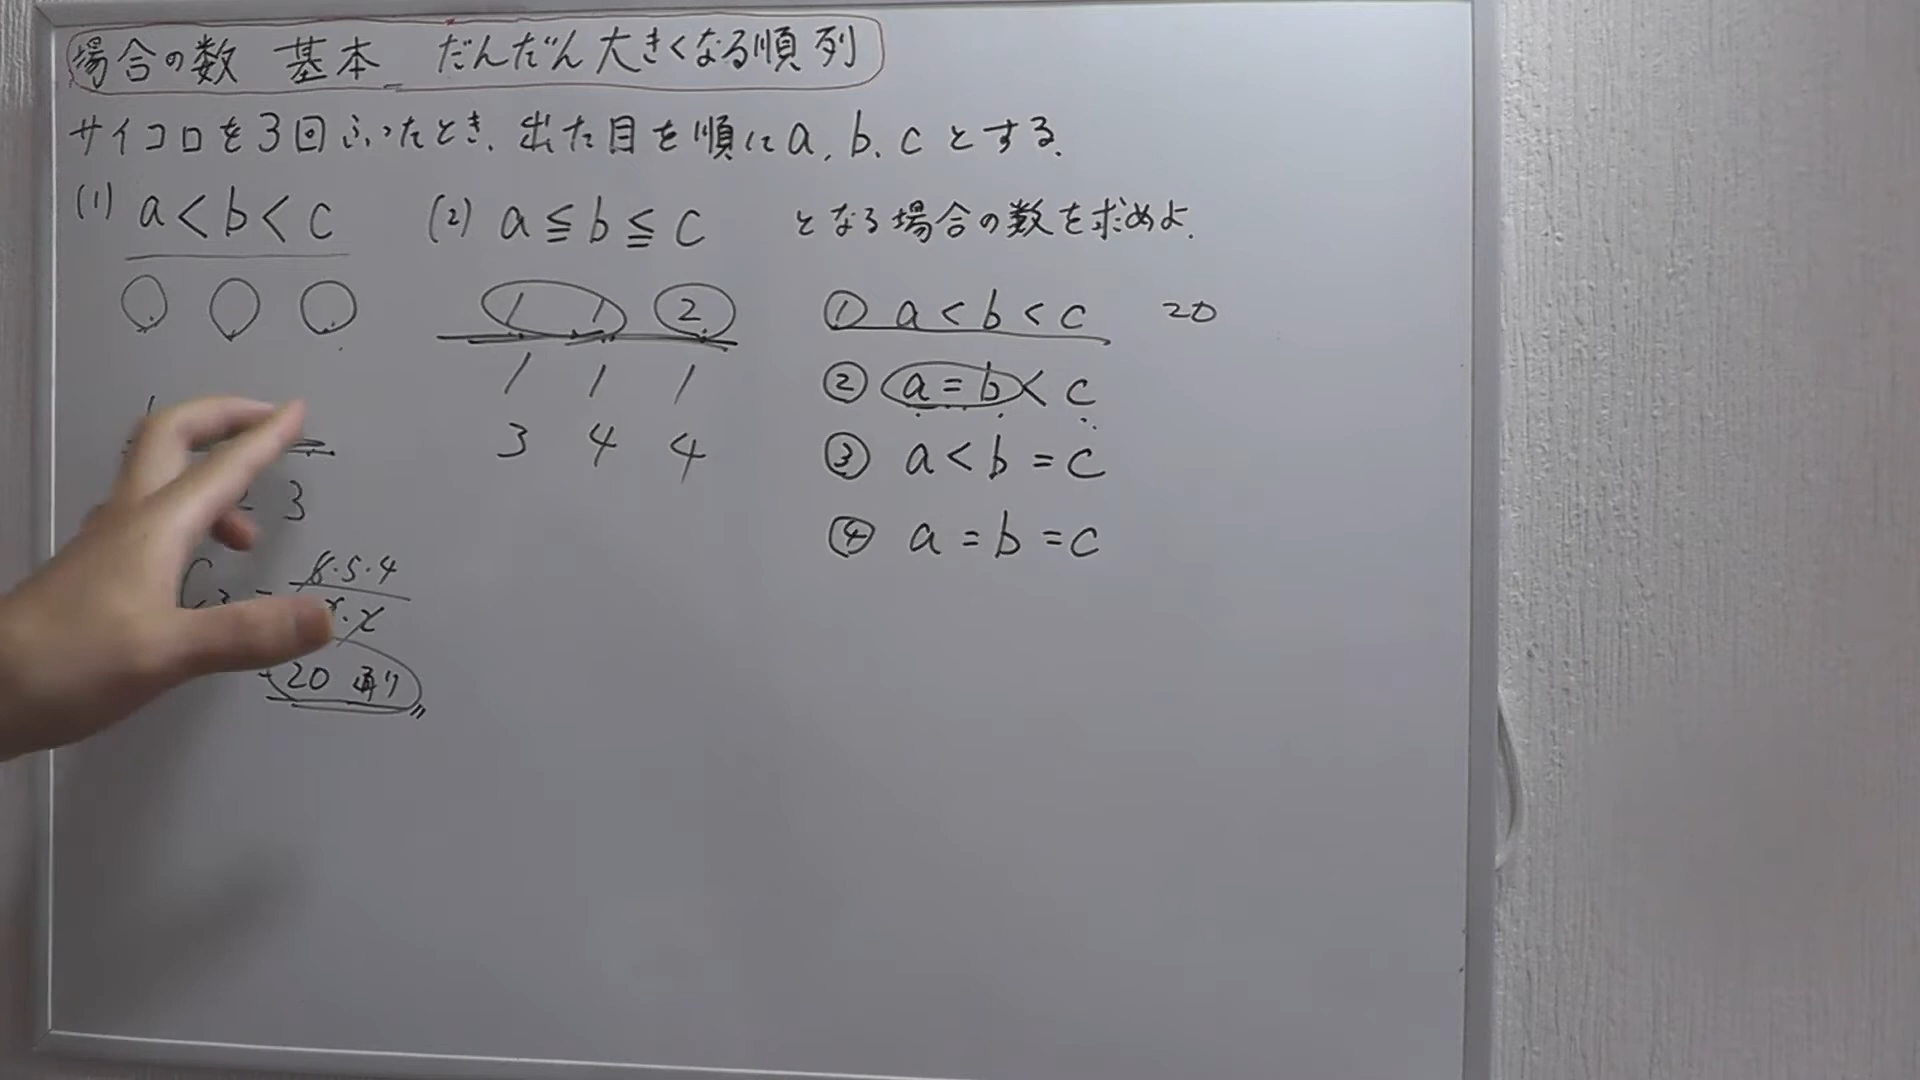 場合の数 基本 だんだん大きくなる順列
サイコロを3回ふったとき、出た目を順にa, b, cとする.
(1) a<b<c (2) a≦b≦c となる場合の数を求めよ.
1 1 2
1 1 1
3 4 4
① a<b<c 20
② a=b<c
③ a<b=c
④ a=b=c
3
C3 = 6・5・4
20通り